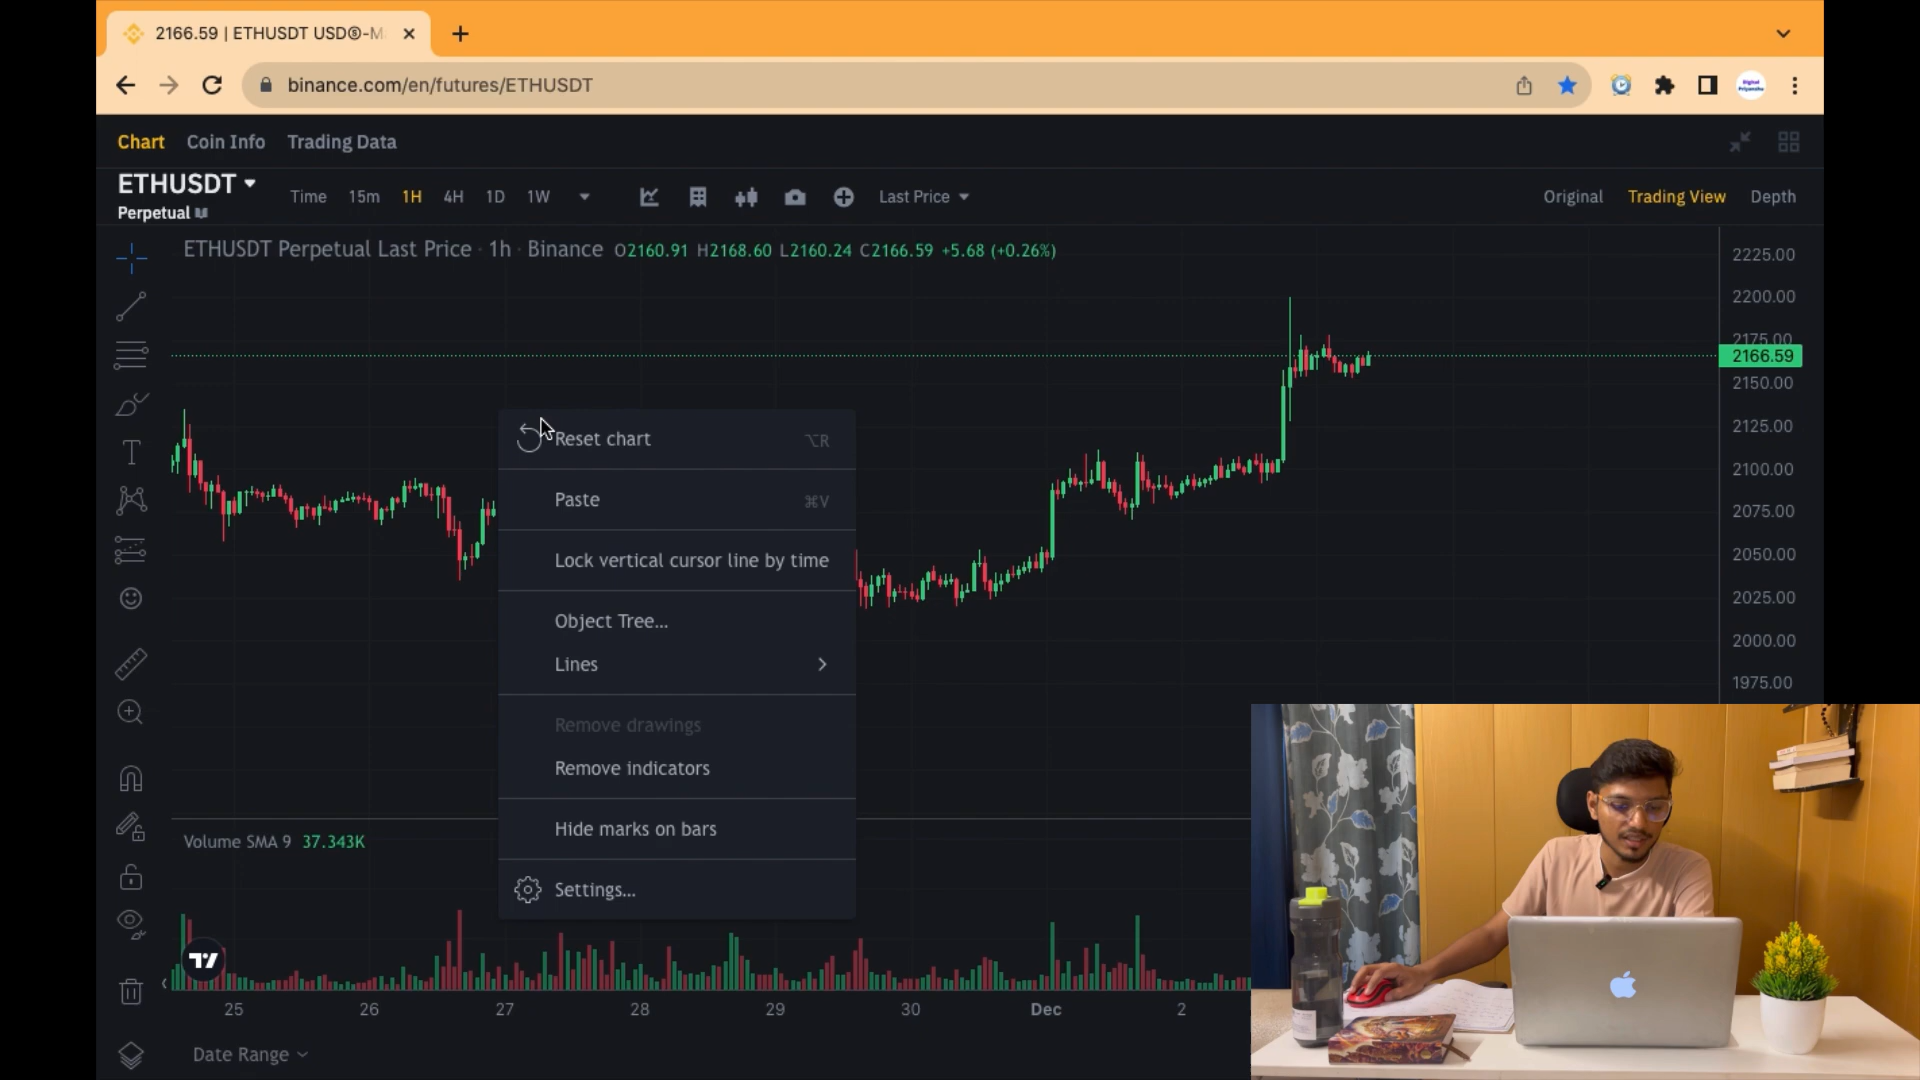 2166.59 | ETHUSDT USDⓈ-M
binance.com/en/futures/ETHUSDT
Digital
Priyanshu
Chart Coin Info Trading Data
ETHUSDT
Perpetual
Time 15m 1H 4H 1D 1W Last Price Original Trading View Depth
ETHUSDT Perpetual Last Price · 1h · Binance O2160.91 H2168.60 L2160.24 C2166.59 +5.68 (+0.26%)
2225.00
2200.00
2175.00
2166.59
2150.00
2125.00
2100.00
2075.00
2050.00
2025.00
2000.00
1975.00
Reset chart ⌥R
Paste ⌘V
Lock vertical cursor line by time
Object Tree...
Lines
Remove drawings
Remove indicators
Hide marks on bars
Settings...
Volume SMA 9 37.343K
25 26 27 28 29 30 Dec 2
Date Range